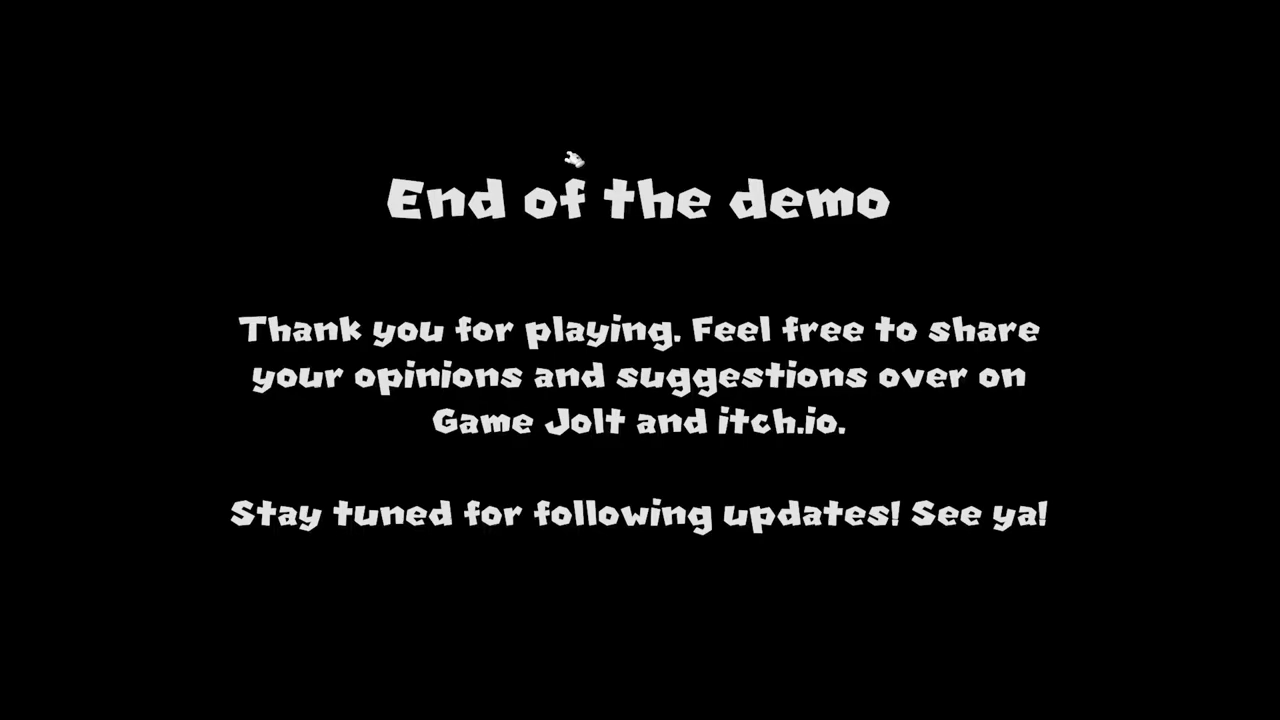 End of the demo
Thank you for playing. Feel free to share
your opinions and suggestions over on
Game Jolt and itch.io.
Stay tuned for following updates! See ya!